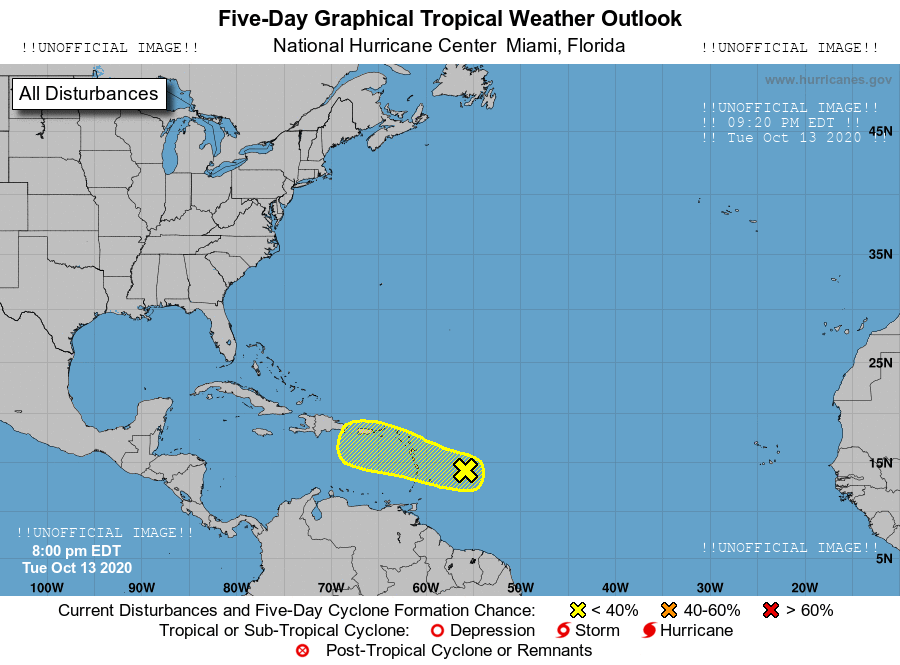 Five-Day Graphical Tropical Weather Outlook
!!UNOFFICIAL IMAGE!! National Hurricane Center Miami, Florida !!UNOFFICIAL IMAGE!!
www.hurricanes.gov
All Disturbances
!!UNOFFICIAL IMAGE!!
!! 09:20 PM EDT !!
!! Tue Oct 13 2020 !!
45N
35N
25N
15N
!!UNOFFICIAL IMAGE!!
8:00 pm EDT
Tue Oct 13 2020
!!UNOFFICIAL IMAGE!!
5N
100W 90W 80W 70W 60W 50W 40W 30W 20W
Current Disturbances and Five-Day Cyclone Formation Chance: < 40% 40-60% > 60%
Tropical or Sub-Tropical Cyclone: Depression Storm Hurricane
Post-Tropical Cyclone or Remnants